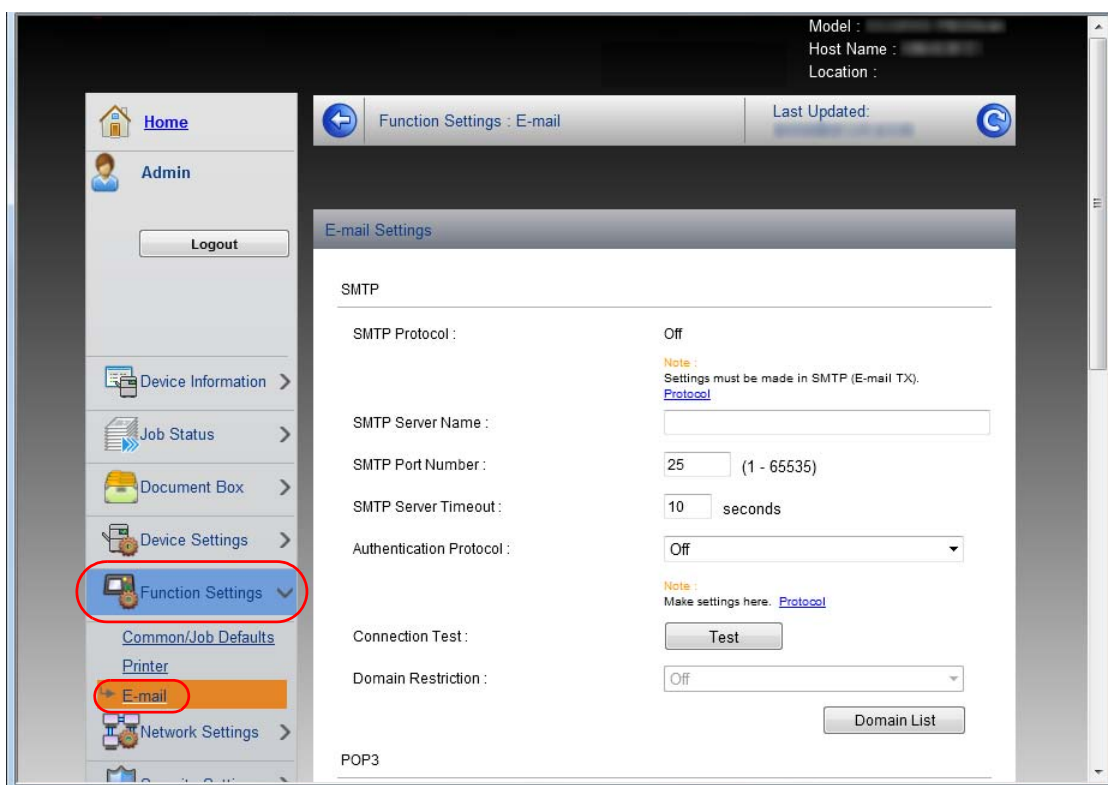 Model :
Host Name :
Location :
Home
Admin
Logout
Device Information
Job Status
Document Box
Device Settings
Function Settings
Common/Job Defaults
Printer
E-mail
Network Settings
Function Settings : E-mail
Last Updated:
E-mail Settings
SMTP
SMTP Protocol : Off
Note :
Settings must be made in SMTP (E-mail TX).
Protocol
SMTP Server Name :
SMTP Port Number : 25 (1 - 65535)
SMTP Server Timeout : 10 seconds
Authentication Protocol : Off
Note :
Make settings here. Protocol
Connection Test : Test
Domain Restriction : Off
Domain List
POP3